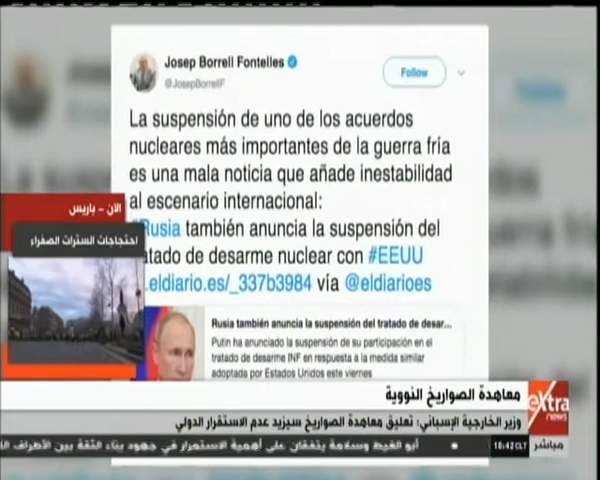 Josep Borrell Fontelles
Follow
@JosepBorrellF
La suspensión de uno de los acuerdos
nucleares más importantes de la guerra fría
es una mala noticia que añade inestabilidad
al escenario internacional:
#Rusia también anuncia la suspensión del
tratado de desarme nuclear con #EEUU
.eldiario.es/_337b3984 vía @eldiarioes
Rusia también anuncia la suspensión del tratado de desar...
Putin ha anunciado la suspensión de su participación en el
tratado de desarme INF en respuesta a la medida similar
adoptada por Estados Unidos este viernes
الآن - باريس
احتجاجات السترات الصفراء
معاهدة الصواريخ النووية
eXtra
news
وزير الخارجية الإسباني: تعليق معاهدة الصواريخ سيزيد عدم الاستقرار الدولي
مباشر
10:42 CLT
أبو الغيط وسلامة يتفقان على أهمية الاستمرار في جهود بناء الثقة بين الأطراف